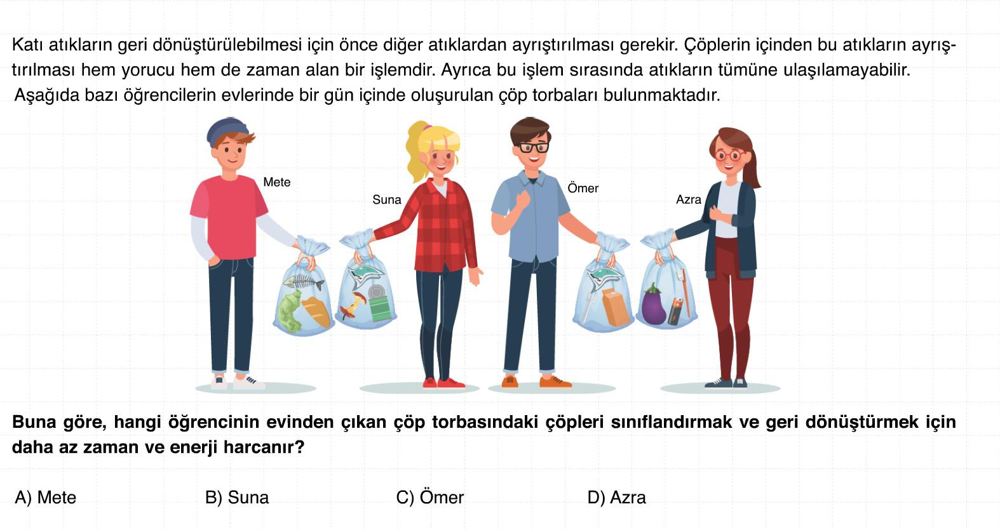 Katı atıkların geri dönüştürülebilmesi için önce diğer atıklardan ayrıştırılması gerekir. Çöplerin içinden bu atıkların ayrış-
tırılması hem yorucu hem de zaman alan bir işlemdir. Ayrıca bu işlem sırasında atıkların tümüne ulaşılamayabilir.
Aşağıda bazı öğrencilerin evlerinde bir gün içinde oluşurulan çöp torbaları bulunmaktadır.
Mete
Suna
Ömer
Azra
Buna göre, hangi öğrencinin evinden çıkan çöp torbasındaki çöpleri sınıflandırmak ve geri dönüştürmek için
daha az zaman ve enerji harcanır?
A) Mete
B) Suna
C) Ömer
D) Azra